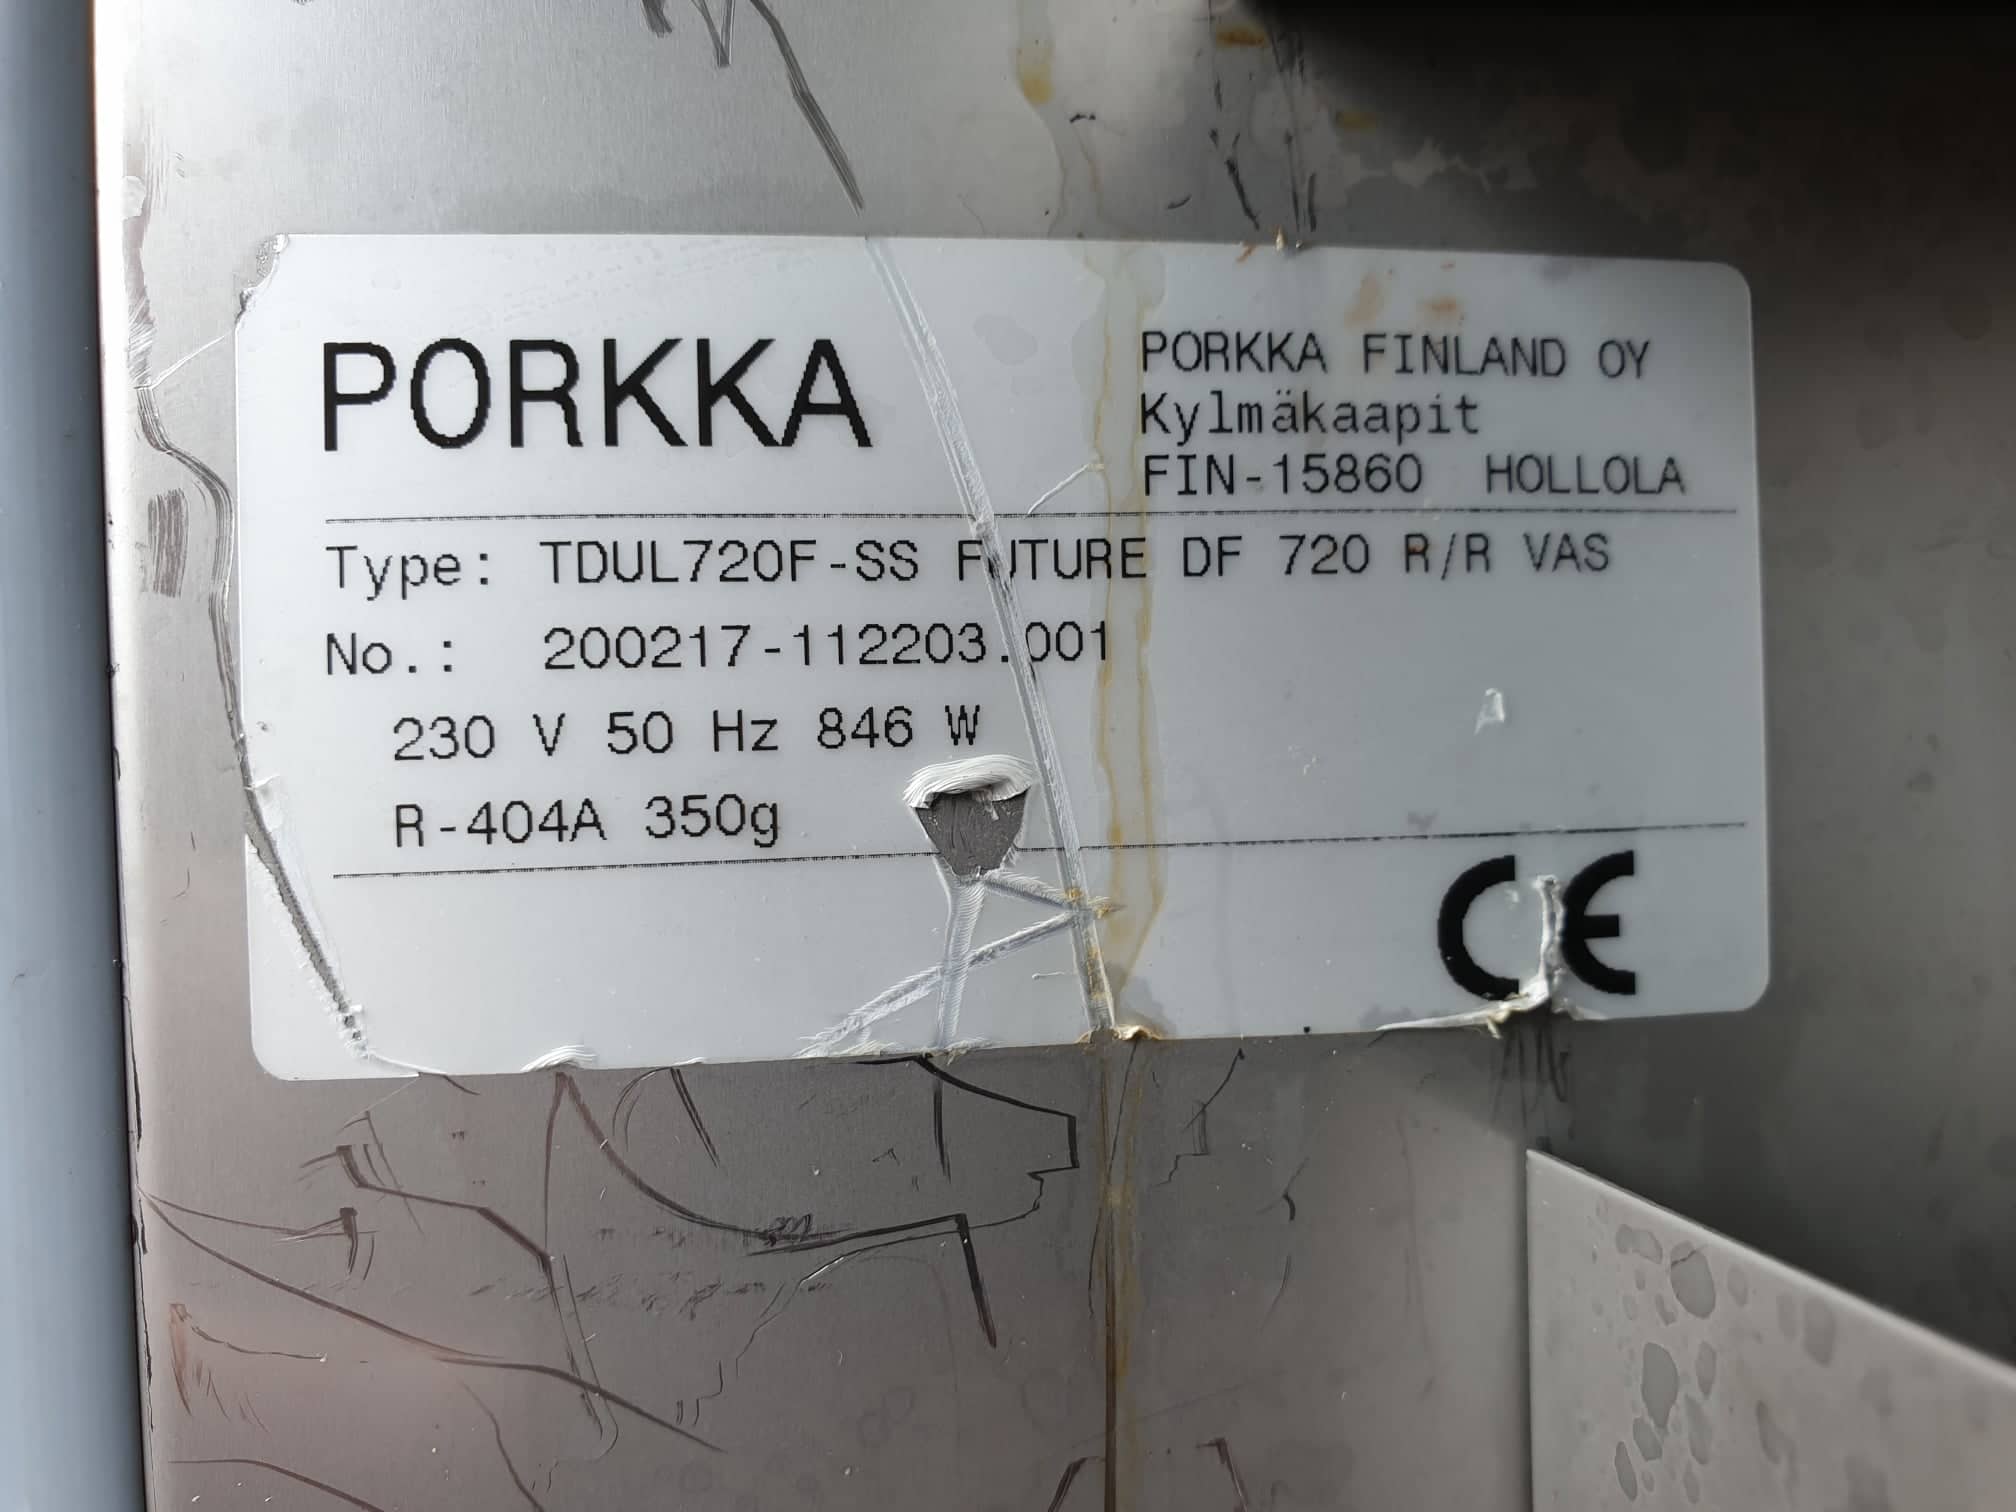 PORKKA
PORKKA FINLAND OY
Kylmäkaapit
FIN-15860 HOLLOLA
Type: TDUL720F-SS FUTURE DF 720 R/R VAS
No.: 200217-112203.001
230 V 50 Hz 846 W
R-404A 350g
CE